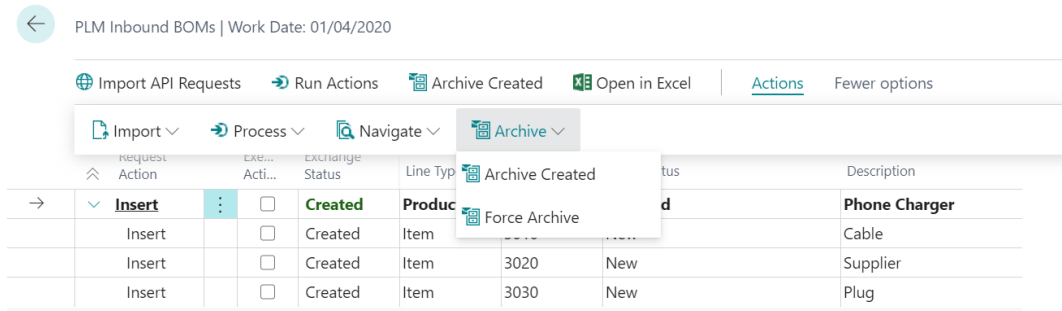 PLM Inbound BOMs | Work Date: 01/04/2020
Import API Requests Run Actions Archive Created Open in Excel Actions Fewer options
Import Process Navigate Archive
Request Action Exe... Acti... Exchange Status Line Typ tus Description
Archive Created
Insert Created Produc d Phone Charger
Force Archive
Insert Created Item New Cable
Insert Created Item 3020 New Supplier
Insert Created Item 3030 New Plug